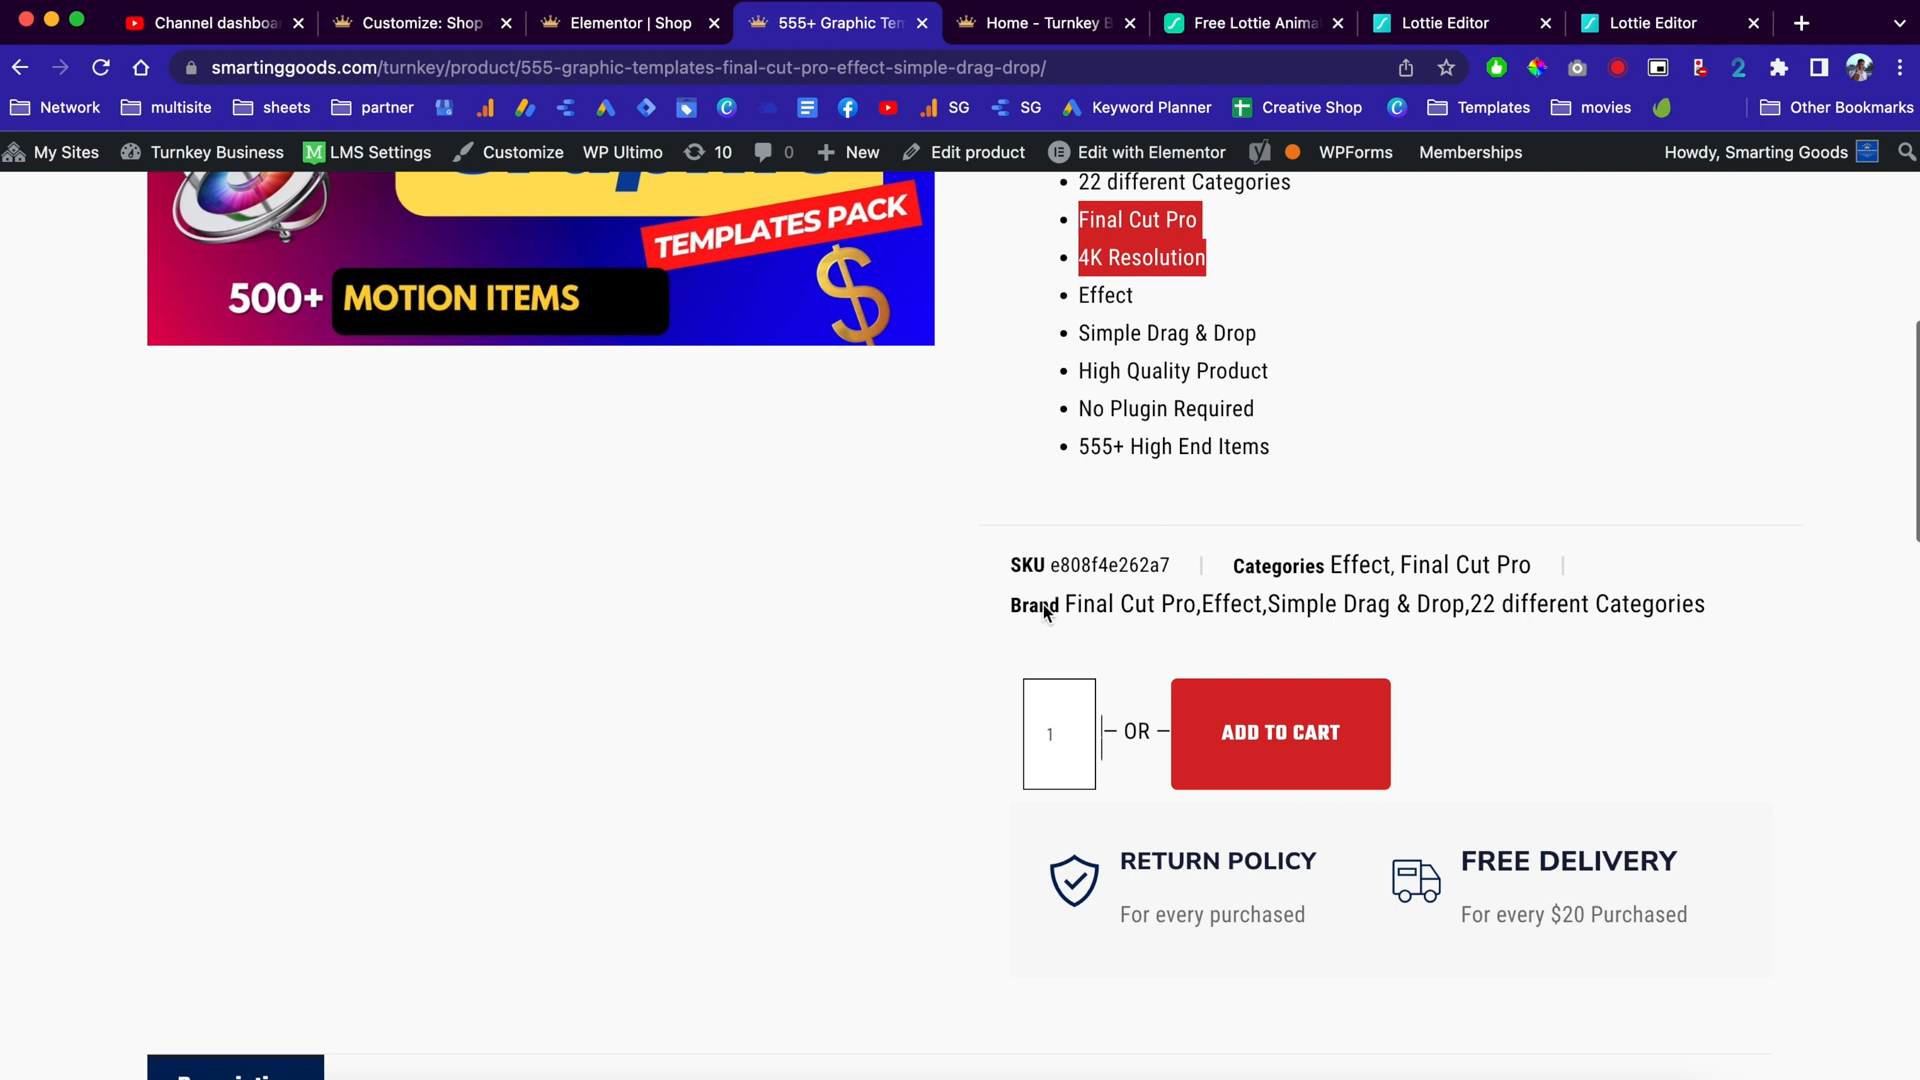 Channel dashboa
Customize: Shop
Elementor | Shop
555+ Graphic Tem
Home - Turnkey B
Free Lottie Anima
Lottie Editor
Lottie Editor
smartinggoods.com/turnkey/product/555-graphic-templates-final-cut-pro-effect-simple-drag-drop/
Network multisite sheets partner SG SG Keyword Planner Creative Shop Templates movies Other Bookmarks
My Sites Turnkey Business LMS Settings Customize WP Ultimo 10 0 New Edit product Edit with Elementor WPForms Memberships Howdy, Smarting Goods
TEMPLATES PACK
500+ MOTION ITEMS
$
• 22 different Categories
• Final Cut Pro
• 4K Resolution
• Effect
• Simple Drag & Drop
• High Quality Product
• No Plugin Required
• 555+ High End Items
SKU e808f4e262a7 | Categories Effect, Final Cut Pro |
Brand Final Cut Pro,Effect,Simple Drag & Drop,22 different Categories
1 — OR — ADD TO CART
RETURN POLICY
For every purchased
FREE DELIVERY
For every $20 Purchased